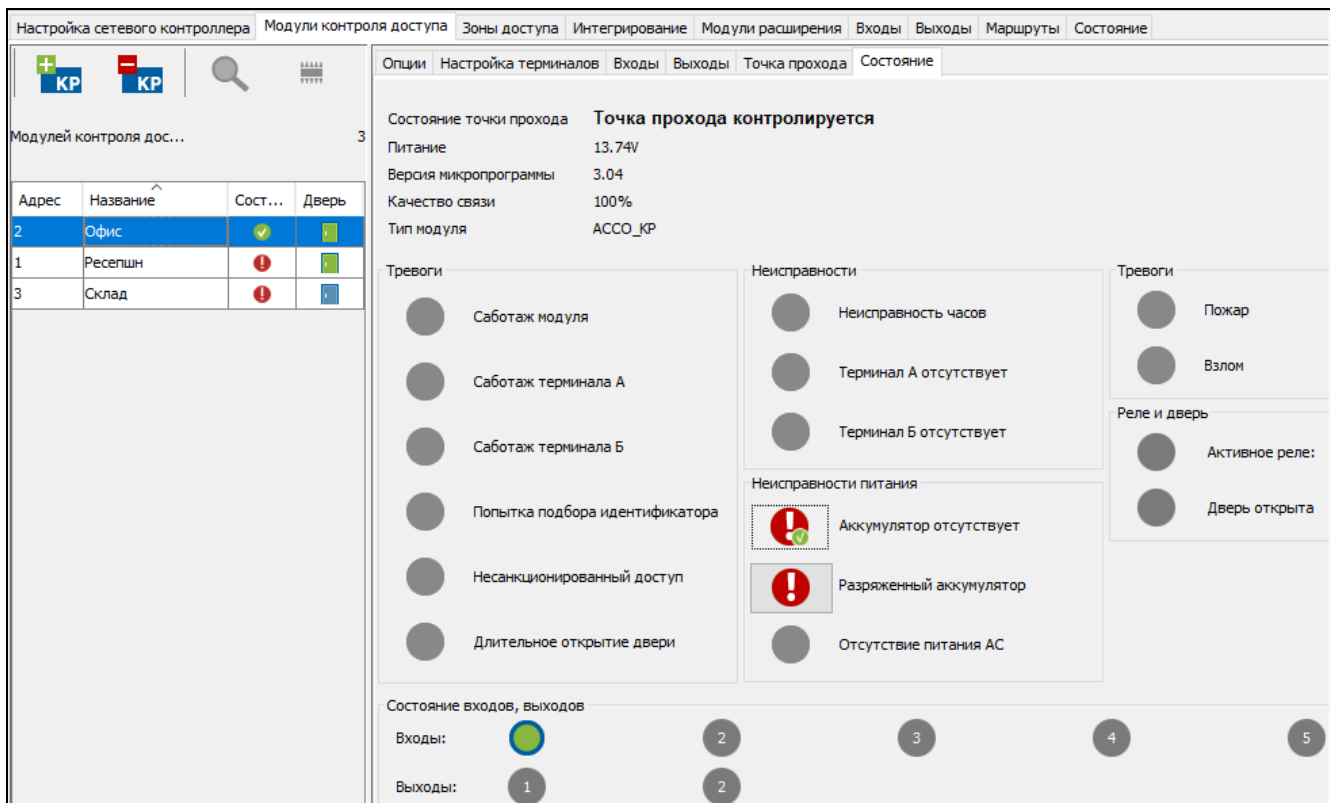 Настройка сетевого контроллера Модули контроля доступа Зоны доступа Интегрирование Модули расширения Входы Выходы Маршруты Состояние
КР КР
Модулей контроля дос... 3
Адрес Название Сост... Дверь
2 Офис
1 Ресепшн
3 Склад
Опции Настройка терминалов Входы Выходы Точка прохода Состояние
Состояние точки прохода Точка прохода контролируется
Питание 13.74V
Версия микропрограммы 3.04
Качество связи 100%
Тип модуля ACCO_KP
Тревоги
Саботаж модуля
Саботаж терминала А
Саботаж терминала Б
Попытка подбора идентификатора
Несанкционированный доступ
Длительное открытие двери
Неисправности
Неисправность часов
Терминал А отсутствует
Терминал Б отсутствует
Неисправности питания
Аккумулятор отсутствует
Разряженный аккумулятор
Отсутствие питания АС
Тревоги
Пожар
Взлом
Реле и дверь
Активное реле:
Дверь открыта
Состояние входов, выходов
Входы: 2 3 4 5
Выходы: 1 2